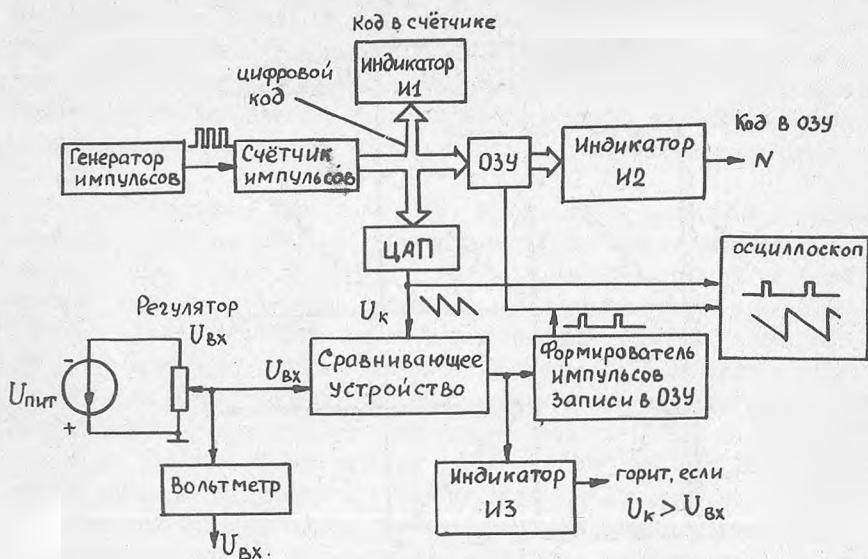 Код в счётчике
индикатор
И1
цифровой
код
Генератор
импульсов
Счётчик
импульсов
ОЗУ
Индикатор
И2
Код в ОЗУ
N
ЦАП
осциллоскоп
Uк
Регулятор
Uвх
-
Uпит
+
Uвх
Сравнивающее
устройство
Формирователь
импульсов
записи в ОЗУ
Вольтметр
Uвх.
Индикатор
И3
горит, если
Uк > Uвх